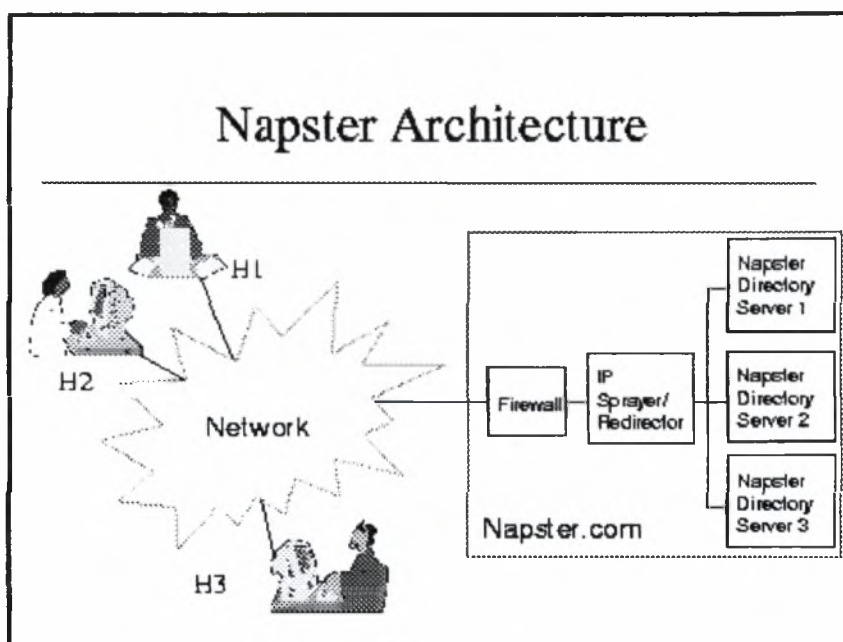 Napster Architecture
H1
H2
Network
H3
Firewall
IP
Sprayer/
Redirector
Napster
Directory
Server 1
Napster
Directory
Server 2
Napster
Directory
Server 3
Napster.com